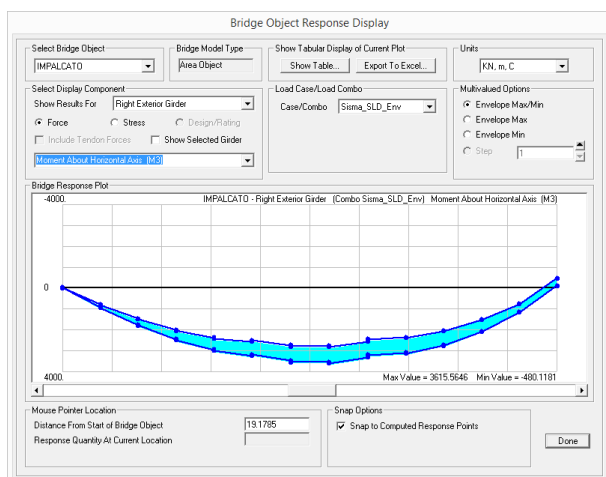 Bridge Object Response Display
Select Bridge Object
IMPALCATO
Bridge Model Type
Area Object
Show Tabular Display of Current Plot
Show Table...
Export To Excel...
Units
KN, m, C
Select Display Component
Show Results For
Right Exterior Girder
Force
Stress
Design/Rating
Include Tendon Forces
Show Selected Girder
Moment About Horizontal Axis (M3)
Load Case/Load Combo
Case/Combo
Sisma_SLD_Env
Multivalued Options
Envelope Max/Min
Envelope Max
Envelope Min
Step
1
Bridge Response Plot
-4000.
IMPALCATO - Right Exterior Girder (Combo Sisma_SLD_Env) Moment About Horizontal Axis (M3)
0
4000.
Max Value = 3615.5646 Min Value = -480.1181
Mouse Pointer Location
Distance From Start of Bridge Object
19.1785
Response Quantity At Current Location
Snap Options
Snap to Computed Response Points
Done